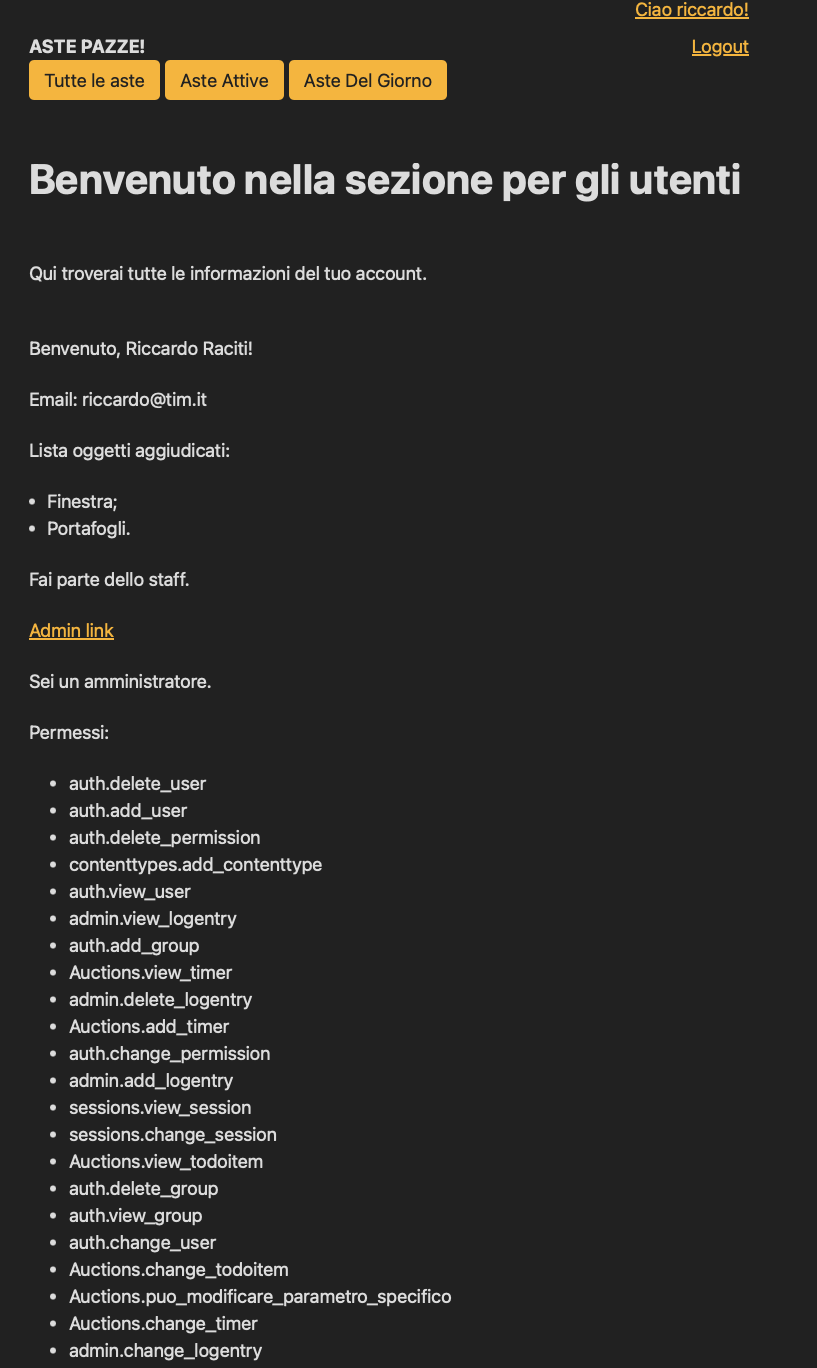 Ciao riccardo!
ASTE PAZZE!
Logout
Tutte le aste
Aste Attive
Aste Del Giorno
Benvenuto nella sezione per gli utenti
Qui troverai tutte le informazioni del tuo account.
Benvenuto, Riccardo Raciti!
Email: riccardo@tim.it
Lista oggetti aggiudicati:
• Finestra;
• Portafogli.
Fai parte dello staff.
Admin link
Sei un amministratore.
Permessi:
• auth.delete_user
• auth.add_user
• auth.delete_permission
• contenttypes.add_contenttype
• auth.view_user
• admin.view_logentry
• auth.add_group
• Auctions.view_timer
• admin.delete_logentry
• Auctions.add_timer
• auth.change_permission
• admin.add_logentry
• sessions.view_session
• sessions.change_session
• Auctions.view_todoitem
• auth.delete_group
• auth.view_group
• auth.change_user
• Auctions.change_todoitem
• Auctions.puo_modificare_parametro_specifico
• Auctions.change_timer
• admin.change_logentry